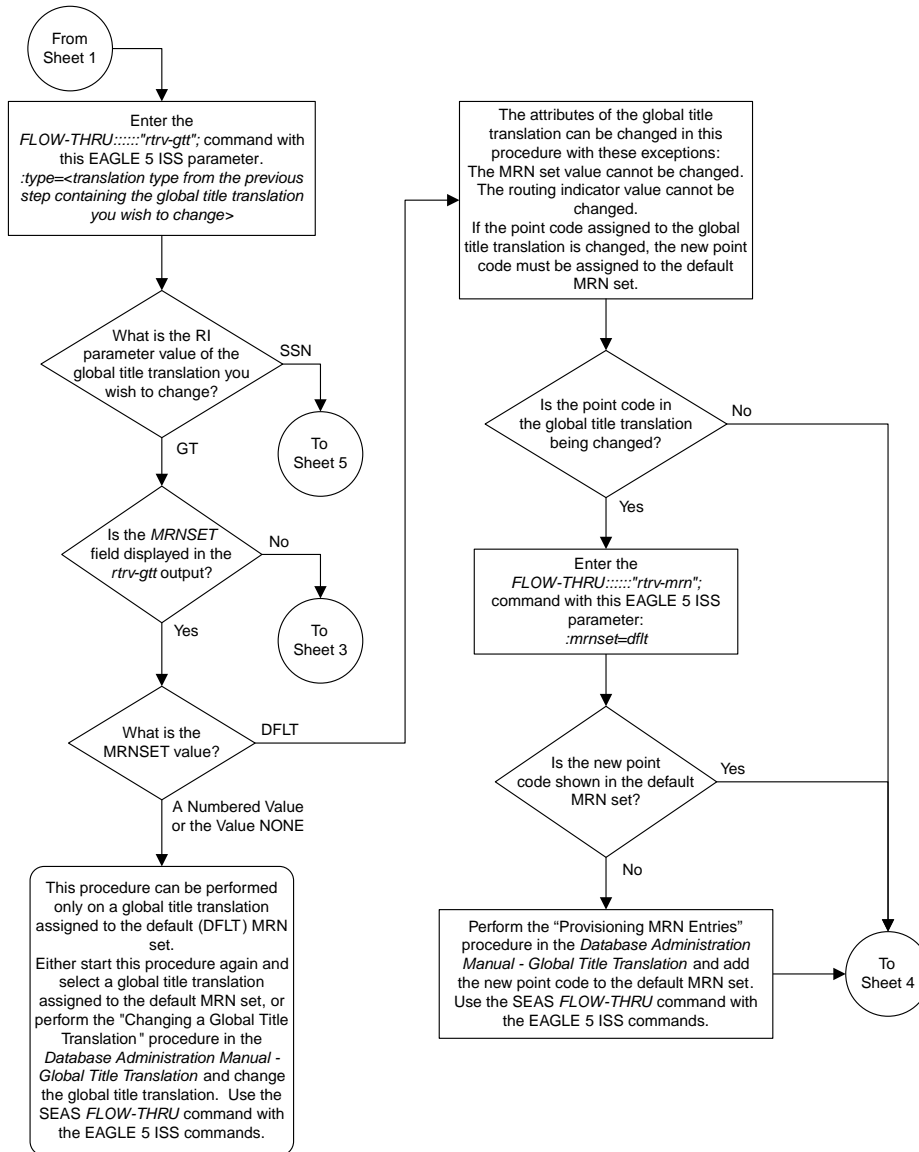 From
Sheet 1
Enter the
FLOW-THRU::::::"rtrv-gtt"; command with
this EAGLE 5 ISS parameter.
:type=<translation type from the previous
step containing the global title translation
you wish to change>
What is the RI
parameter value of the
global title translation you
wish to change?
SSN
To
Sheet 5
GT
Is the MRNSET
field displayed in the
rtrv-gtt output?
No
To
Sheet 3
Yes
What is the
MRNSET value?
DFLT
A Numbered Value
or the Value NONE
This procedure can be performed
only on a global title translation
assigned to the default (DFLT) MRN
set.
Either start this procedure again and
select a global title translation
assigned to the default MRN set, or
perform the "Changing a Global Title
Translation" procedure in the
Database Administration Manual -
Global Title Translation and change
the global title translation. Use the
SEAS FLOW-THRU command with
the EAGLE 5 ISS commands.
The attributes of the global title
translation can be changed in this
procedure with these exceptions:
The MRN set value cannot be changed.
The routing indicator value cannot be
changed.
If the point code assigned to the global
title translation is changed, the new point
code must be assigned to the default
MRN set.
Is the point code in
the global title translation
being changed?
No
Yes
Enter the
FLOW-THRU::::::"rtrv-mrn";
command with this EAGLE 5 ISS
parameter:
:mrnset=dflt
Is the new point
code shown in the default
MRN set?
Yes
No
Perform the “Provisioning MRN Entries”
procedure in the Database Administration
Manual - Global Title Translation and add
the new point code to the default MRN set.
Use the SEAS FLOW-THRU command with
the EAGLE 5 ISS commands.
To
Sheet 4